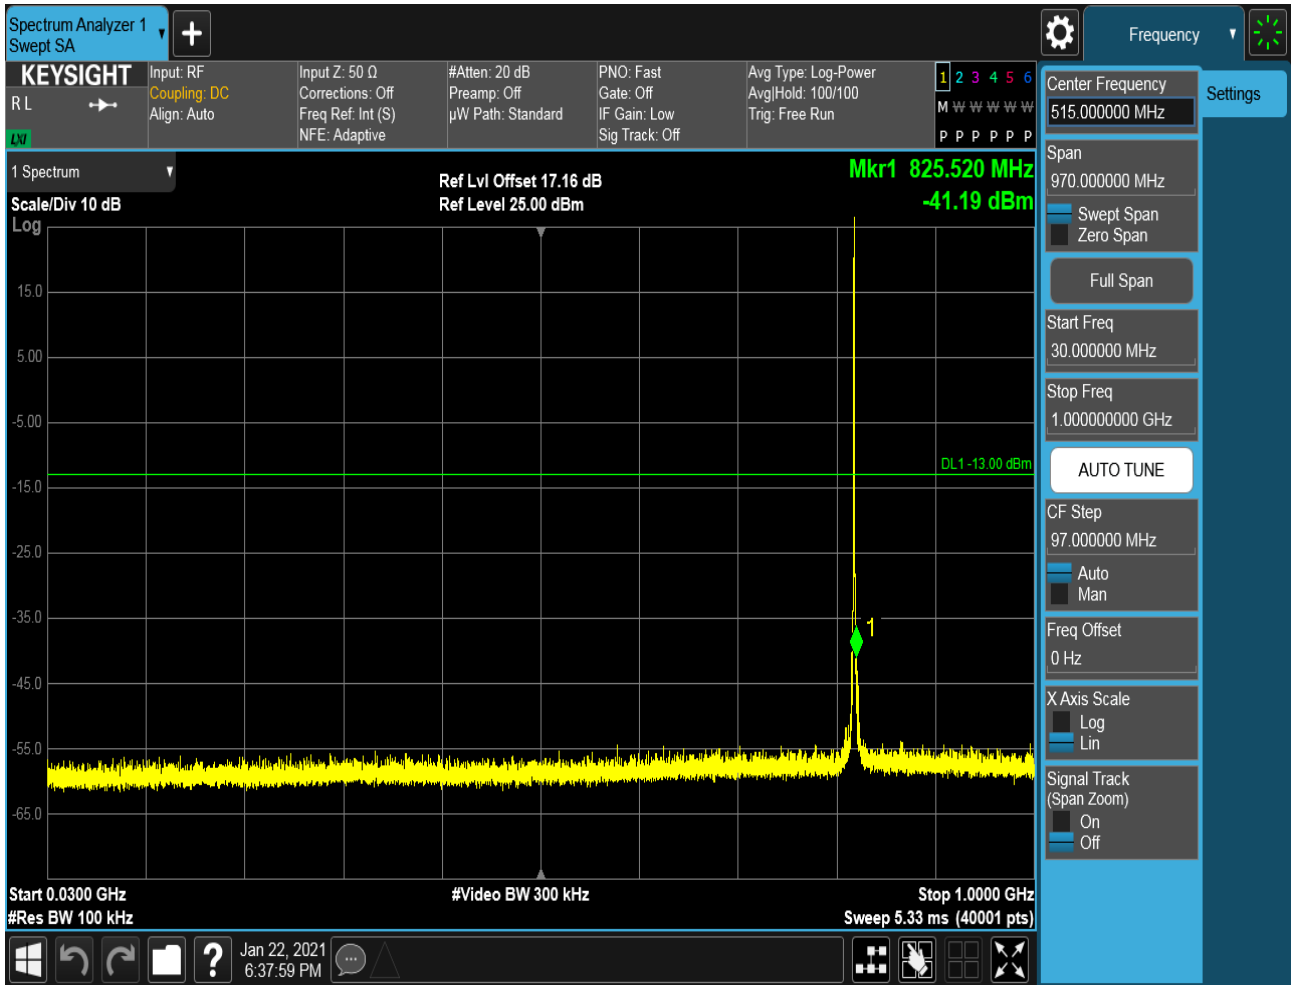 Spectrum Analyzer 1
Swept SA
Frequency
KEYSIGHT
R L
LXI
Input: RF
Coupling: DC
Align: Auto
Input Z: 50 Ω
Corrections: Off
Freq Ref: Int (S)
NFE: Adaptive
#Atten: 20 dB
Preamp: Off
µW Path: Standard
PNO: Fast
Gate: Off
IF Gain: Low
Sig Track: Off
Avg Type: Log-Power
Avg|Hold: 100/100
Trig: Free Run
1 2 3 4 5 6
M W W W W W
P P P P P P
1 Spectrum
Scale/Div 10 dB
Log
Ref Lvl Offset 17.16 dB
Ref Level 25.00 dBm
Mkr1 825.520 MHz
-41.19 dBm
15.0
5.00
-5.00
DL1 -13.00 dBm
-15.0
-25.0
-35.0
1
-45.0
-55.0
-65.0
Start 0.0300 GHz
#Res BW 100 kHz
#Video BW 300 kHz
Stop 1.0000 GHz
Sweep 5.33 ms (40001 pts)
Center Frequency
515.000000 MHz
Settings
Span
970.000000 MHz
Swept Span
Zero Span
Full Span
Start Freq
30.000000 MHz
Stop Freq
1.000000000 GHz
AUTO TUNE
CF Step
97.000000 MHz
Auto
Man
Freq Offset
0 Hz
X Axis Scale
Log
Lin
Signal Track
(Span Zoom)
On
Off
?
Jan 22, 2021
6:37:59 PM